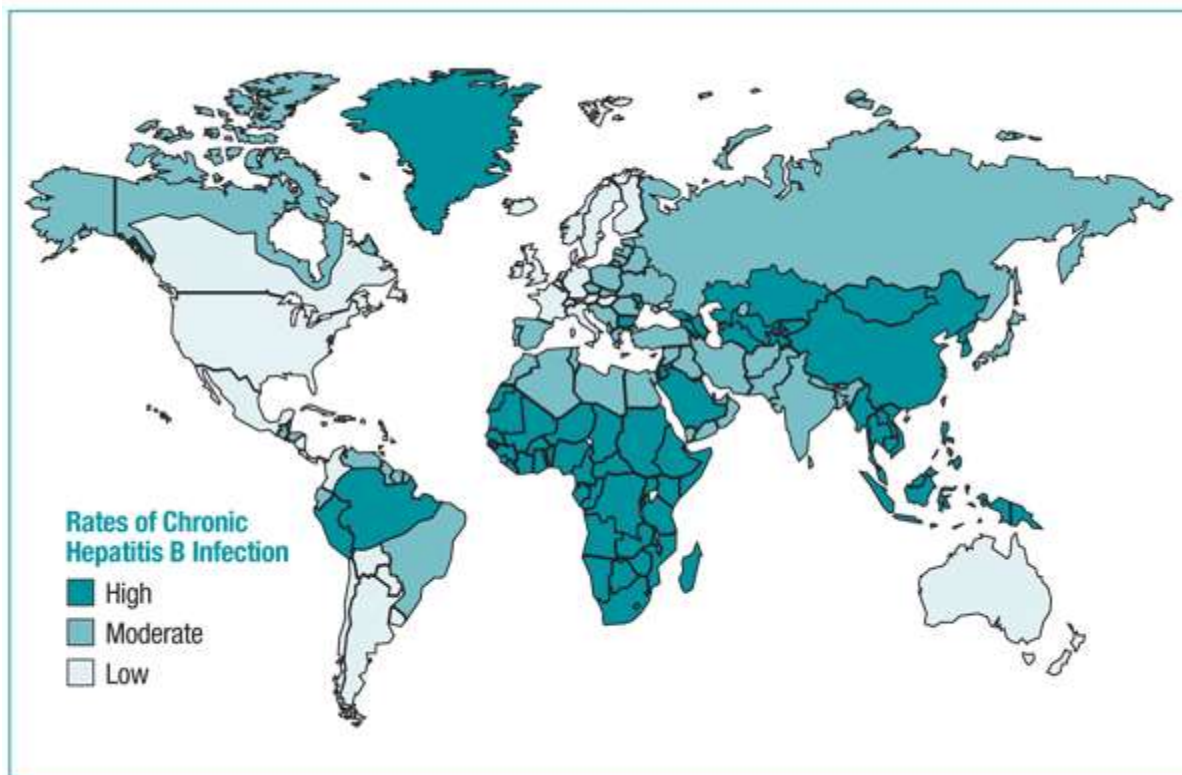 Rates of Chronic
Hepatitis B Infection
High
Moderate
Low